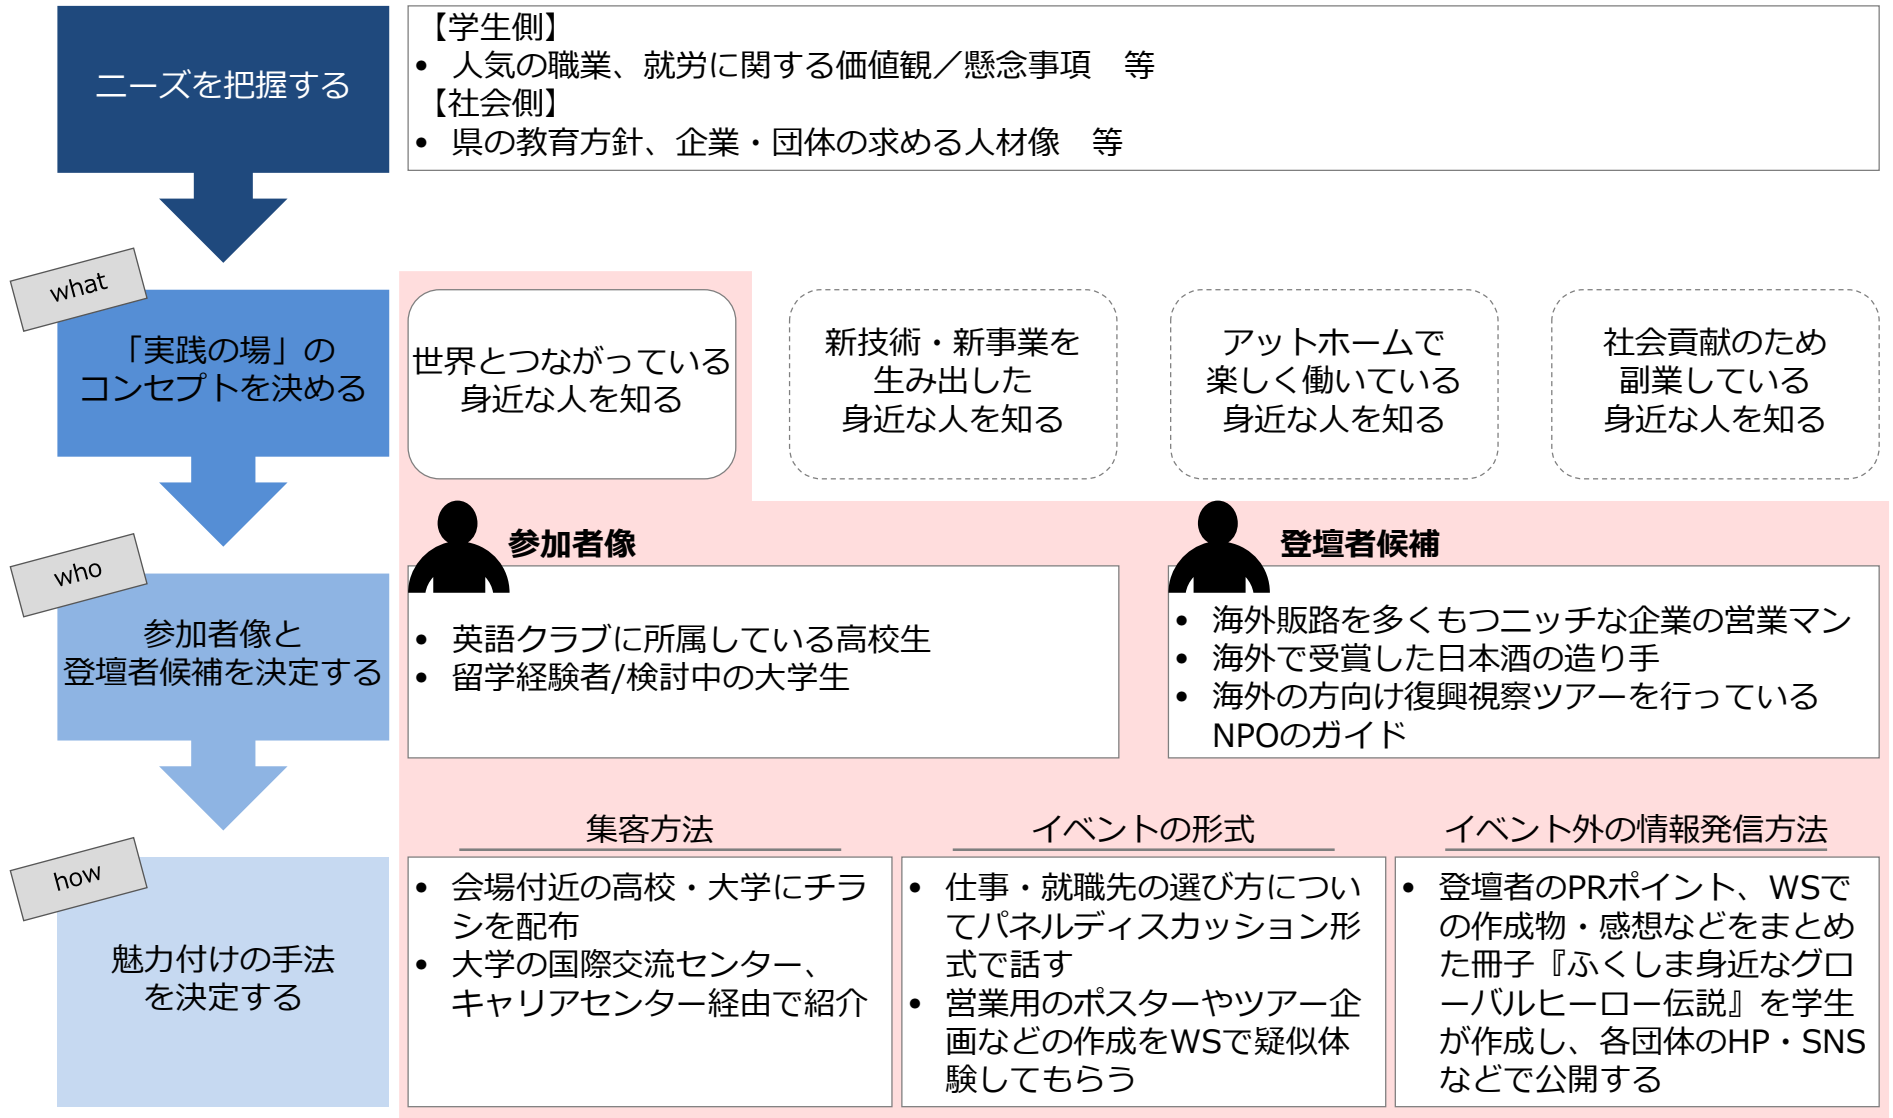 ニーズを把握する
【学生側】
• 人気の職業、就労に関する価値観／懸念事項　等
【社会側】
• 県の教育方針、企業・団体の求める人材像　等
what
「実践の場」の
コンセプトを決める
世界とつながっている
身近な人を知る
新技術・新事業を
生み出した
身近な人を知る
アットホームで
楽しく働いている
身近な人を知る
社会貢献のため
副業している
身近な人を知る
who
参加者像と
登壇者候補を決定する
参加者像
• 英語クラブに所属している高校生
• 留学経験者/検討中の大学生
登壇者候補
• 海外販路を多くもつニッチな企業の営業マン
• 海外で受賞した日本酒の造り手
• 海外の方向け復興視察ツアーを行っている
NPOのガイド
how
魅力付けの手法
を決定する
集客方法
• 会場付近の高校・大学にチラ
シを配布
• 大学の国際交流センター、
キャリアセンター経由で紹介
イベントの形式
• 仕事・就職先の選び方につい
てパネルディスカッション形
式で話す
• 営業用のポスターやツアー企
画などの作成をWSで疑似体
験してもらう
イベント外の情報発信方法
• 登壇者のPRポイント、WSで
の作成物・感想などをまとめ
た冊子『ふくしま身近なグロ
ーバルヒーロー伝説』を学生
が作成し、各団体のHP・SNS
などで公開する